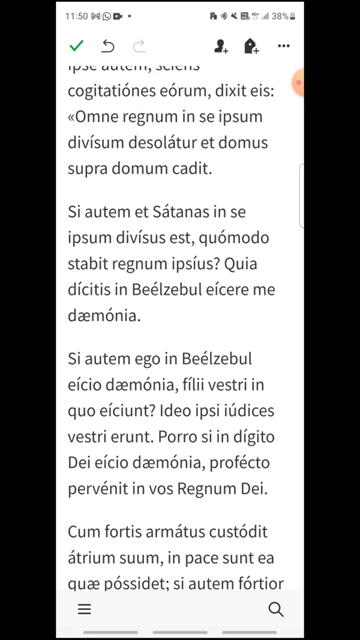 11:50
38%
ipse autem, sciens
cogitatiónes eórum, dixit eis:
«Omne regnum in se ipsum
divísum desolátur et domus
supra domum cadit.
Si autem et Sátanas in se
ipsum divísus est, quómodo
stabit regnum ipsíus? Quia
dícitis in Beélzebul eícere me
dæmónia.
Si autem ego in Beélzebul
eício dæmónia, fílii vestri in
quo eíciunt? Ideo ipsi iúdices
vestri erunt. Porro si in dígito
Dei eício dæmónia, profécto
pervénit in vos Regnum Dei.
Cum fortis armátus custódit
átrium suum, in pace sunt ea
quæ póssidet; si autem fórtior